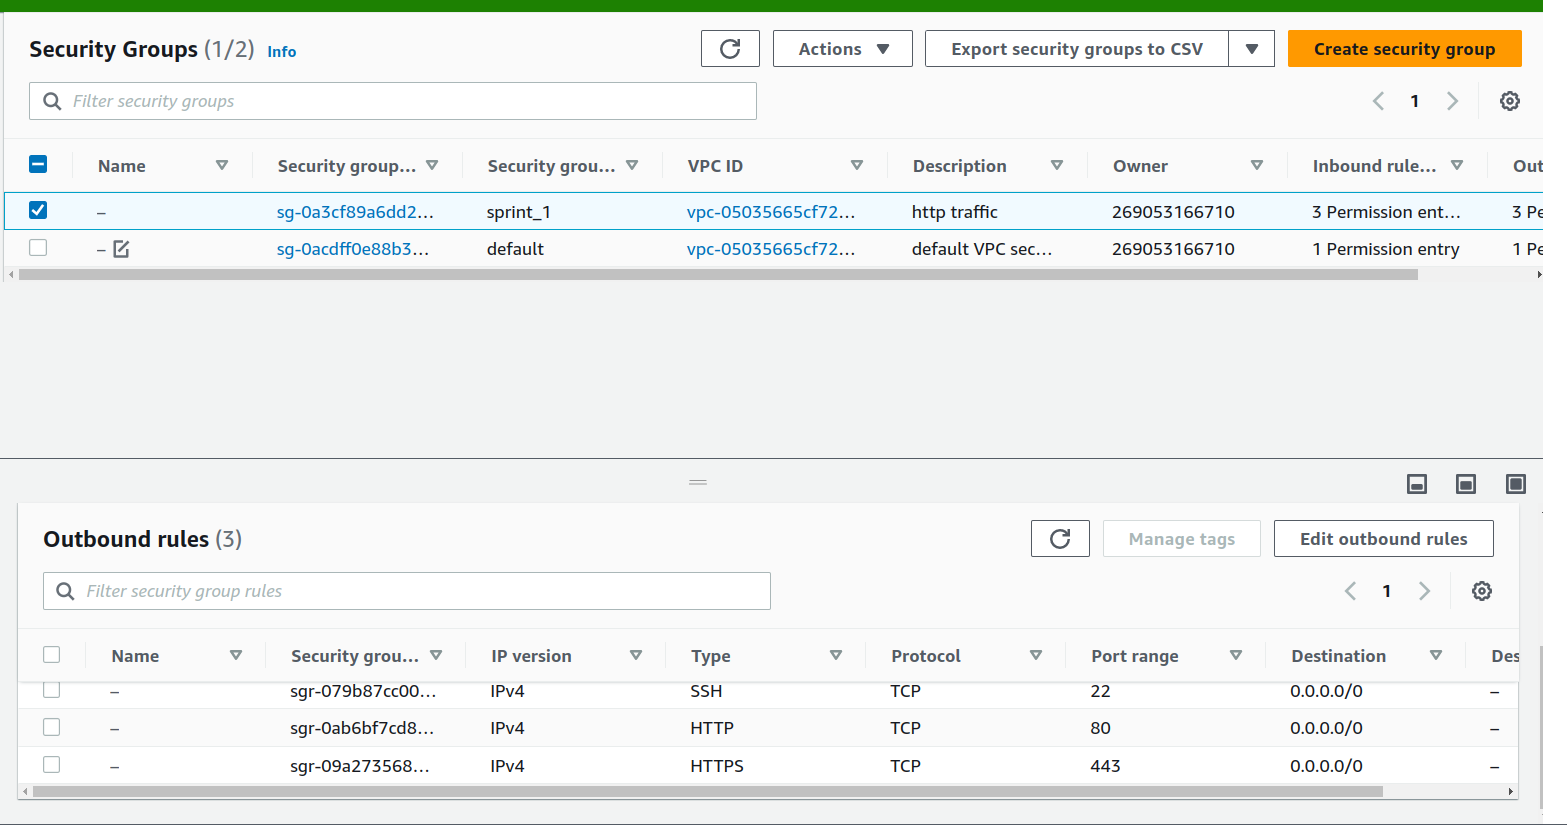 Security Groups (1/2) Info Actions Export security groups to CSV Create security group
Filter security groups 1
Name Security group... Security grou... VPC ID Description Owner Inbound rule... Out
– sg-0a3cf89a6dd2... sprint_1 vpc-05035665cf72... http traffic 269053166710 3 Permission ent... 3 Pe
– sg-0acdff0e88b3... default vpc-05035665cf72... default VPC sec... 269053166710 1 Permission entry 1 Pe
Outbound rules (3) Manage tags Edit outbound rules
Filter security group rules 1
Name Security grou... IP version Type Protocol Port range Destination Des
– sgr-079b87cc00... IPv4 SSH TCP 22 0.0.0.0/0 –
– sgr-0ab6bf7cd8... IPv4 HTTP TCP 80 0.0.0.0/0 –
– sgr-09a273568... IPv4 HTTPS TCP 443 0.0.0.0/0 –